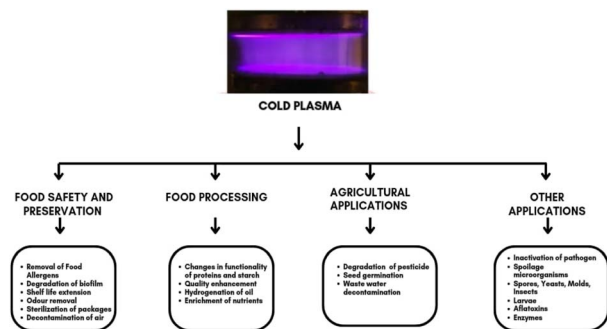 COLD PLASMA
FOOD SAFETY AND
PRESERVATION
FOOD PROCESSING
AGRICULTURAL
APPLICATIONS
OTHER
APPLICATIONS
• Removal of Food
Allergens
• Degradation of biofilm
• Shelf life extension
• Odour removal
• Sterilization of packages
• Decontamination of air
• Changes in functionality
of proteins and starch
• Quality enhancement
• Hydrogenation of oil
• Enrichment of nutrients
• Degradation of pesticide
• Seed germination
• Waste water
decontamination
• Inactivation of pathogen
• Spoilage
microorganisms
• Spores, Yeasts, Molds,
Insects
• Larvae
• Aflatoxins
• Enzymes